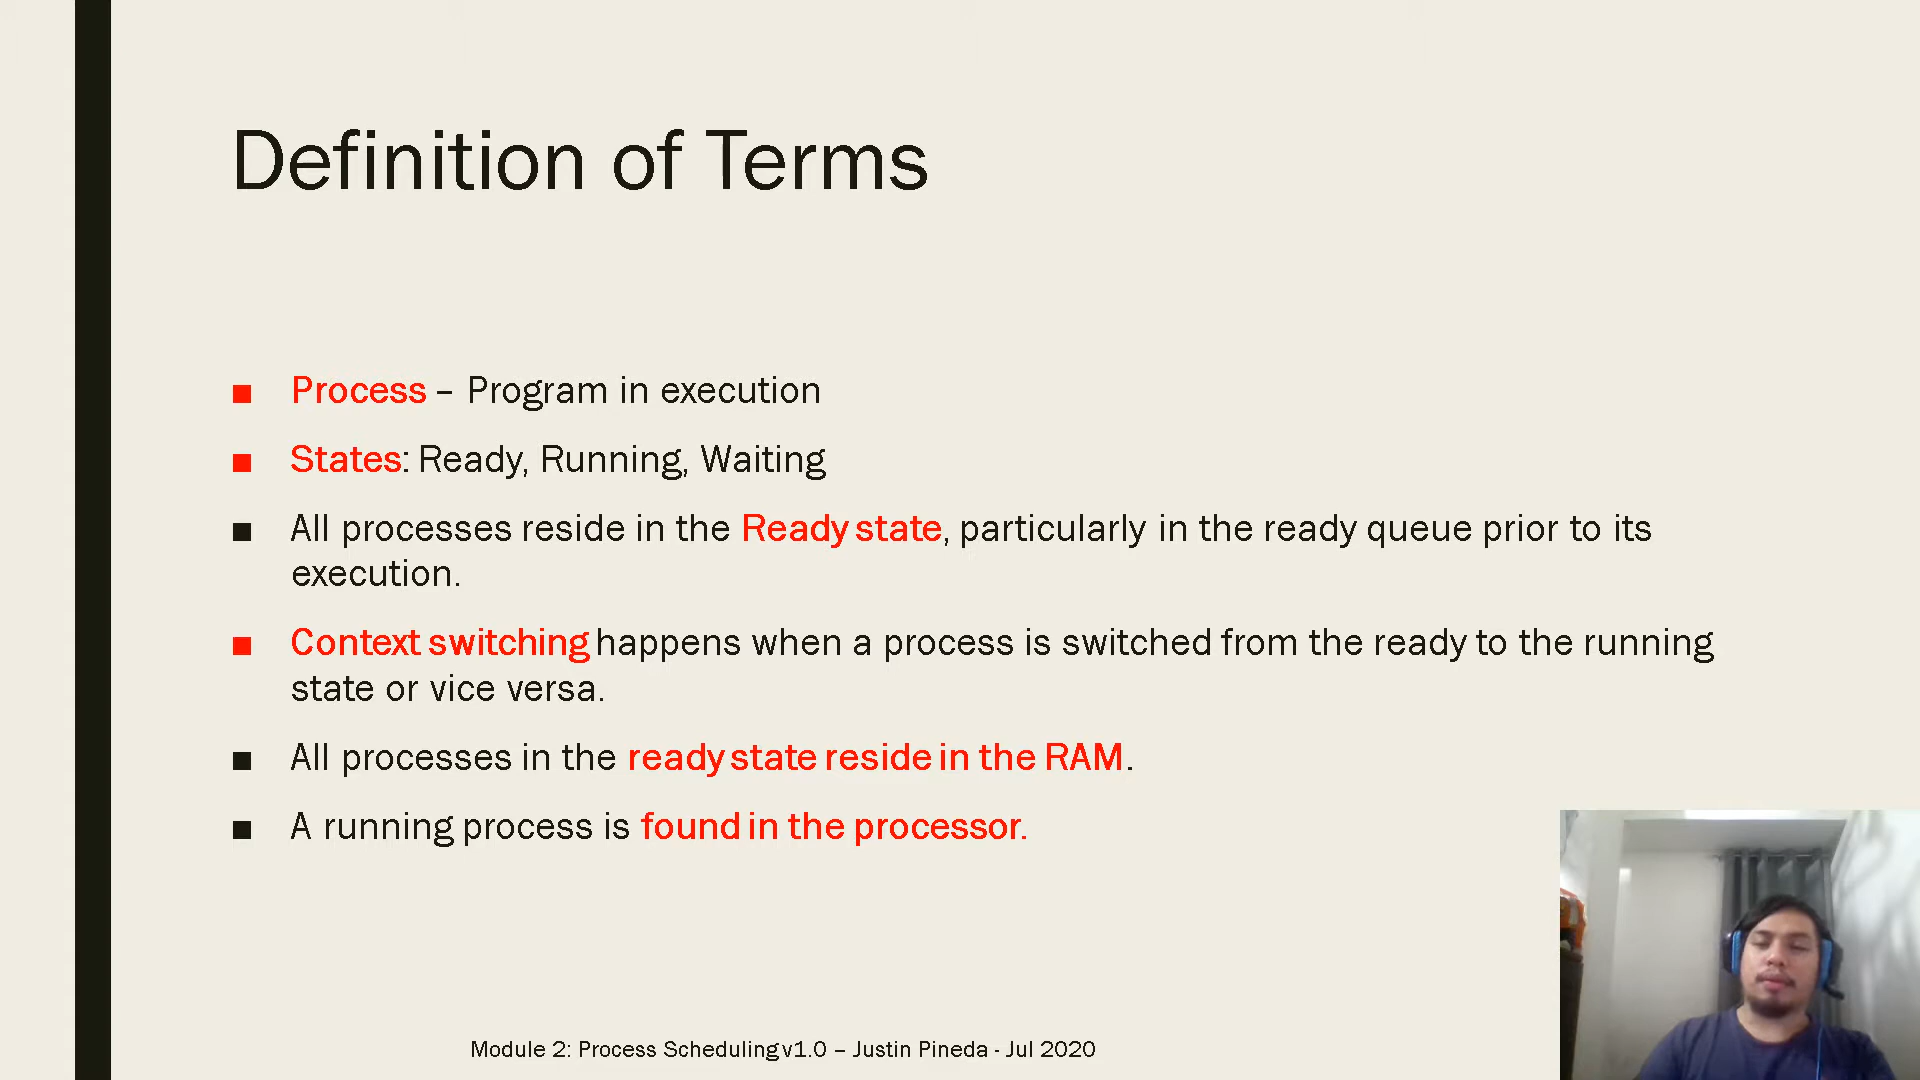 Definition of Terms
■ Process – Program in execution
■ States: Ready, Running, Waiting
■ All processes reside in the Ready state, particularly in the ready queue prior to its
execution.
■ Context switching happens when a process is switched from the ready to the running
state or vice versa.
■ All processes in the ready state reside in the RAM.
■ A running process is found in the processor.
Module 2: Process Scheduling v1.0 – Justin Pineda - Jul 2020